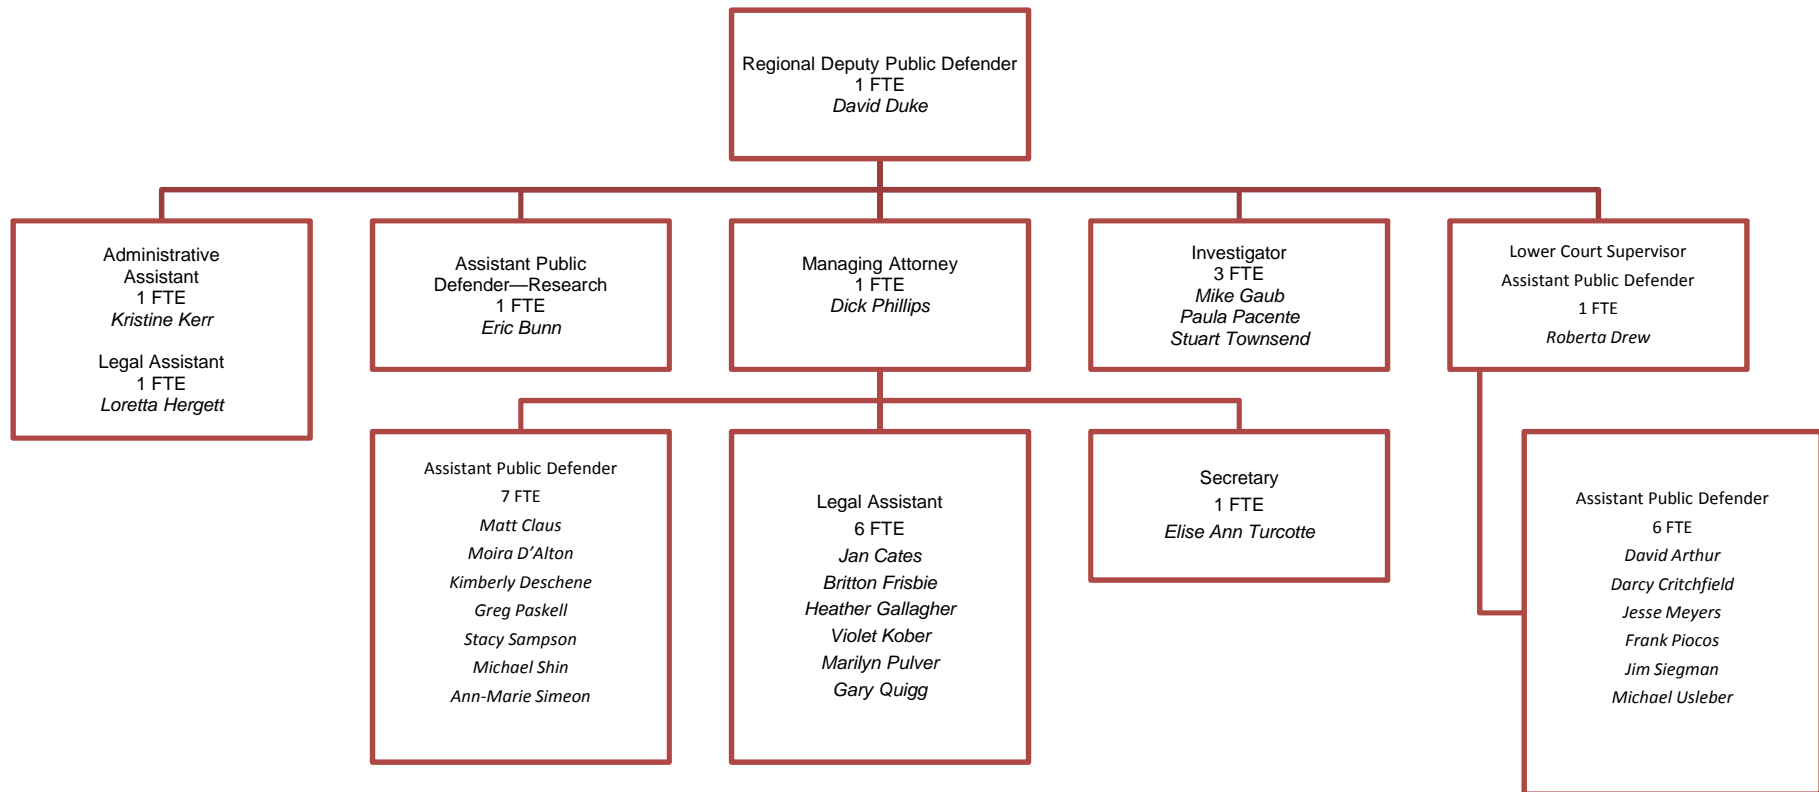 Regional Deputy Public Defender
1 FTE
David Duke
Administrative
Assistant
1 FTE
Kristine Kerr
Legal Assistant
1 FTE
Loretta Hergett
Assistant Public
Defender—Research
1 FTE
Eric Bunn
Managing Attorney
1 FTE
Dick Phillips
Investigator
3 FTE
Mike Gaub
Paula Pacente
Stuart Townsend
Lower Court Supervisor
Assistant Public Defender
1 FTE
Roberta Drew
Assistant Public Defender
7 FTE
Matt Claus
Moira D’Alton
Kimberly Deschene
Greg Paskell
Stacy Sampson
Michael Shin
Ann-Marie Simeon
Legal Assistant
6 FTE
Jan Cates
Britton Frisbie
Heather Gallagher
Violet Kober
Marilyn Pulver
Gary Quigg
Secretary
1 FTE
Elise Ann Turcotte
Assistant Public Defender
6 FTE
David Arthur
Darcy Critchfield
Jesse Meyers
Frank Piocos
Jim Siegman
Michael Usleber